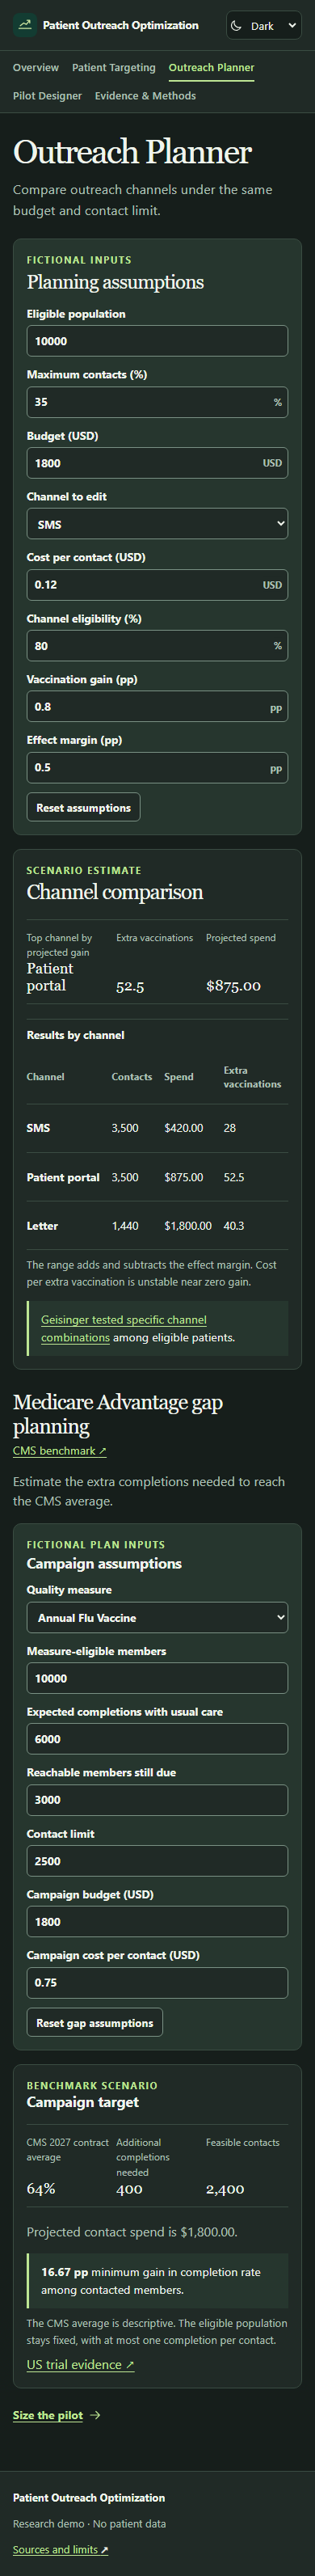 Patient Outreach Optimization
Dark
Overview Patient Targeting Outreach Planner
Pilot Designer Evidence & Methods
Outreach Planner
Compare outreach channels under the same
budget and contact limit.
FICTIONAL INPUTS
Planning assumptions
Eligible population
10000
Maximum contacts (%)
35 %
Budget (USD)
1800 USD
Channel to edit
SMS
Cost per contact (USD)
0.12 USD
Channel eligibility (%)
80 %
Vaccination gain (pp)
0.8 pp
Effect margin (pp)
0.5 pp
Reset assumptions
SCENARIO ESTIMATE
Channel comparison
Top channel by
projected gain
Patient
portal
Extra vaccinations
52.5
Projected spend
$875.00
Results by channel
Channel Contacts Spend Extra
vaccinations
SMS 3,500 $420.00 28
Patient portal 3,500 $875.00 52.5
Letter 1,440 $1,800.00 40.3
The range adds and subtracts the effect margin. Cost
per extra vaccination is unstable near zero gain.
Geisinger tested specific channel
combinations among eligible patients.
Medicare Advantage gap
planning
CMS benchmark ↗
Estimate the extra completions needed to reach
the CMS average.
FICTIONAL PLAN INPUTS
Campaign assumptions
Quality measure
Annual Flu Vaccine
Measure-eligible members
10000
Expected completions with usual care
6000
Reachable members still due
3000
Contact limit
2500
Campaign budget (USD)
1800
Campaign cost per contact (USD)
0.75
Reset gap assumptions
BENCHMARK SCENARIO
Campaign target
CMS 2027 contract
average
64%
Additional
completions
needed
400
Feasible contacts
2,400
Projected contact spend is $1,800.00.
16.67 pp minimum gain in completion rate
among contacted members.
The CMS average is descriptive. The eligible population
stays fixed, with at most one completion per contact.
US trial evidence ↗
Size the pilot →
Patient Outreach Optimization
Research demo · No patient data
Sources and limits ↗